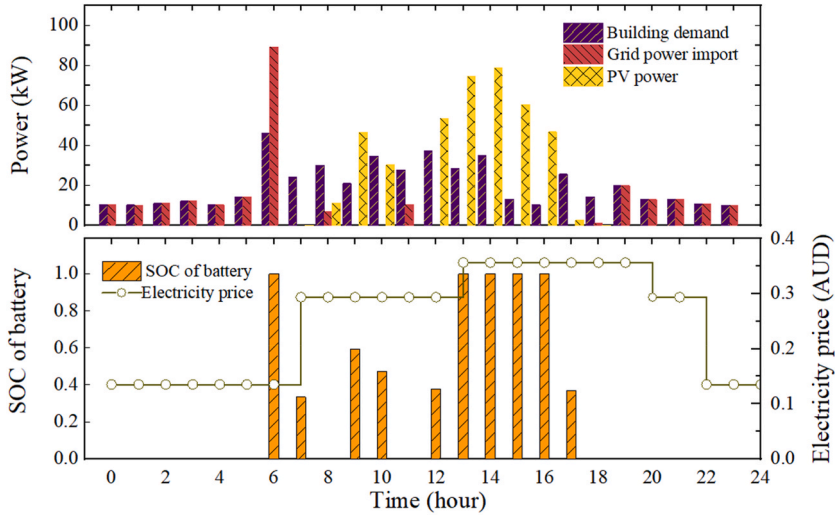 100
80
60
40
20
0
Power (kW)
Building demand
Grid power import
PV power
1.0
0.8
0.6
0.4
0.2
0.0
SOC of battery
SOC of battery
Electricity price
0.4
0.3
0.2
0.1
0.0
Electricity price (AUD)
0 2 4 6 8 10 12 14 16 18 20 22 24
Time (hour)